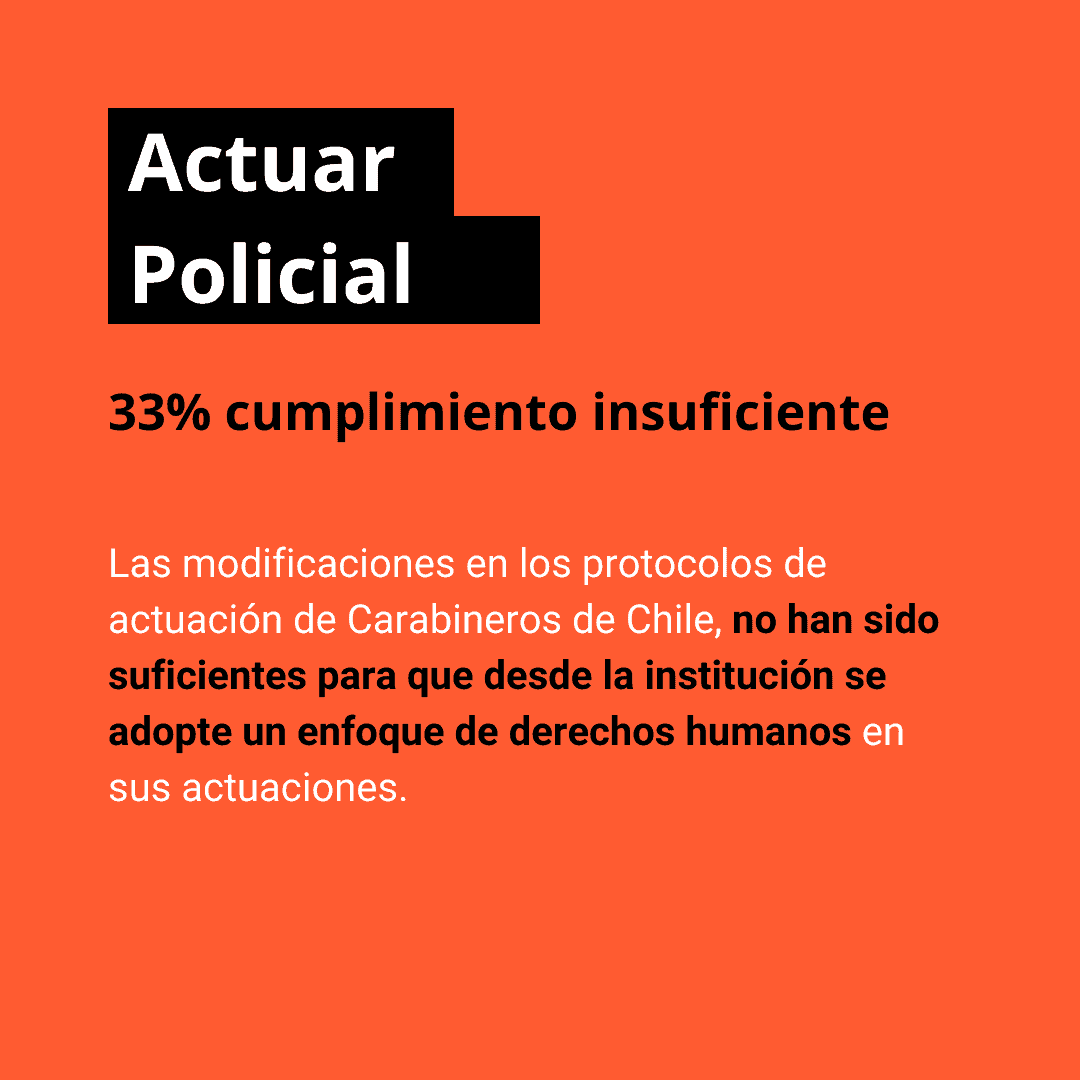 Actuar
Policial
33% cumplimiento insuficiente
Las modificaciones en los protocolos de
actuación de Carabineros de Chile, no han sido
suficientes para que desde la institución se
adopte un enfoque de derechos humanos en
sus actuaciones.